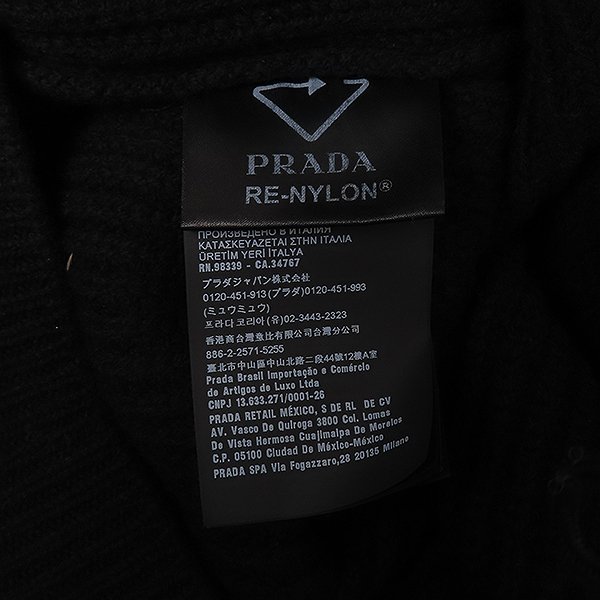 PRADA
RE-NYLON®
ПРОИЗВЕДЕНО В ИТАЛИЯ
ΚΑΤΑΣΚΕΥΑΖΕΤΑΙ ΣΤΗΝ ΙΤΑΛΙΑ
ÜRETİM YERİ İTALYA
RN.98339 - CA.34767
プラダジャパン株式会社
0120-451-913 (プラダ)0120-451-993
(ミュウミュウ)
프라다 코리아 (유) 02-3443-2323
香港商台灣壹比有限公司台灣分公司
886-2-2571-5255
臺北市中山區中山北路二段44號12樓A室
Prada Brasil Importação e Comércio
de Artigos de Luxo Ltda
CNPJ 13.633.271/0001-26
PRADA RETAIL MÉXICO, S DE RL DE CV
AV. Vasco De Quiroga 3800 Col. Lomas
De Vista Hermosa Cuajimalpa De Morelos
C.P. 05100 Ciudad De México-México
PRADA SPA Via Fogazzaro,28 20135 Milano